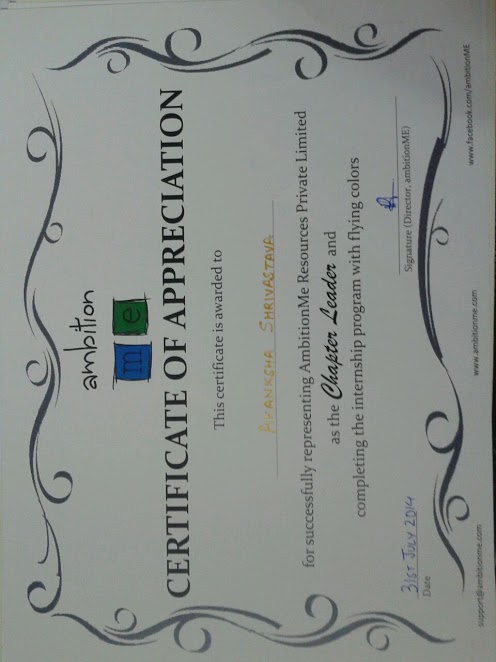 ambition
me
CERTIFICATE OF APPRECIATION
This certificate is awarded to
AKANKSHA SHRIVASTAVA
for successfully representing AmbitionMe Resources Private Limited
as the Chapter Leader and
completing the internship program with flying colors
31ST JULY 2014
Date
Signature (Director, ambitionME)
support@ambitionme.com
www.ambitionme.com
www.facebook.com/ambitionME